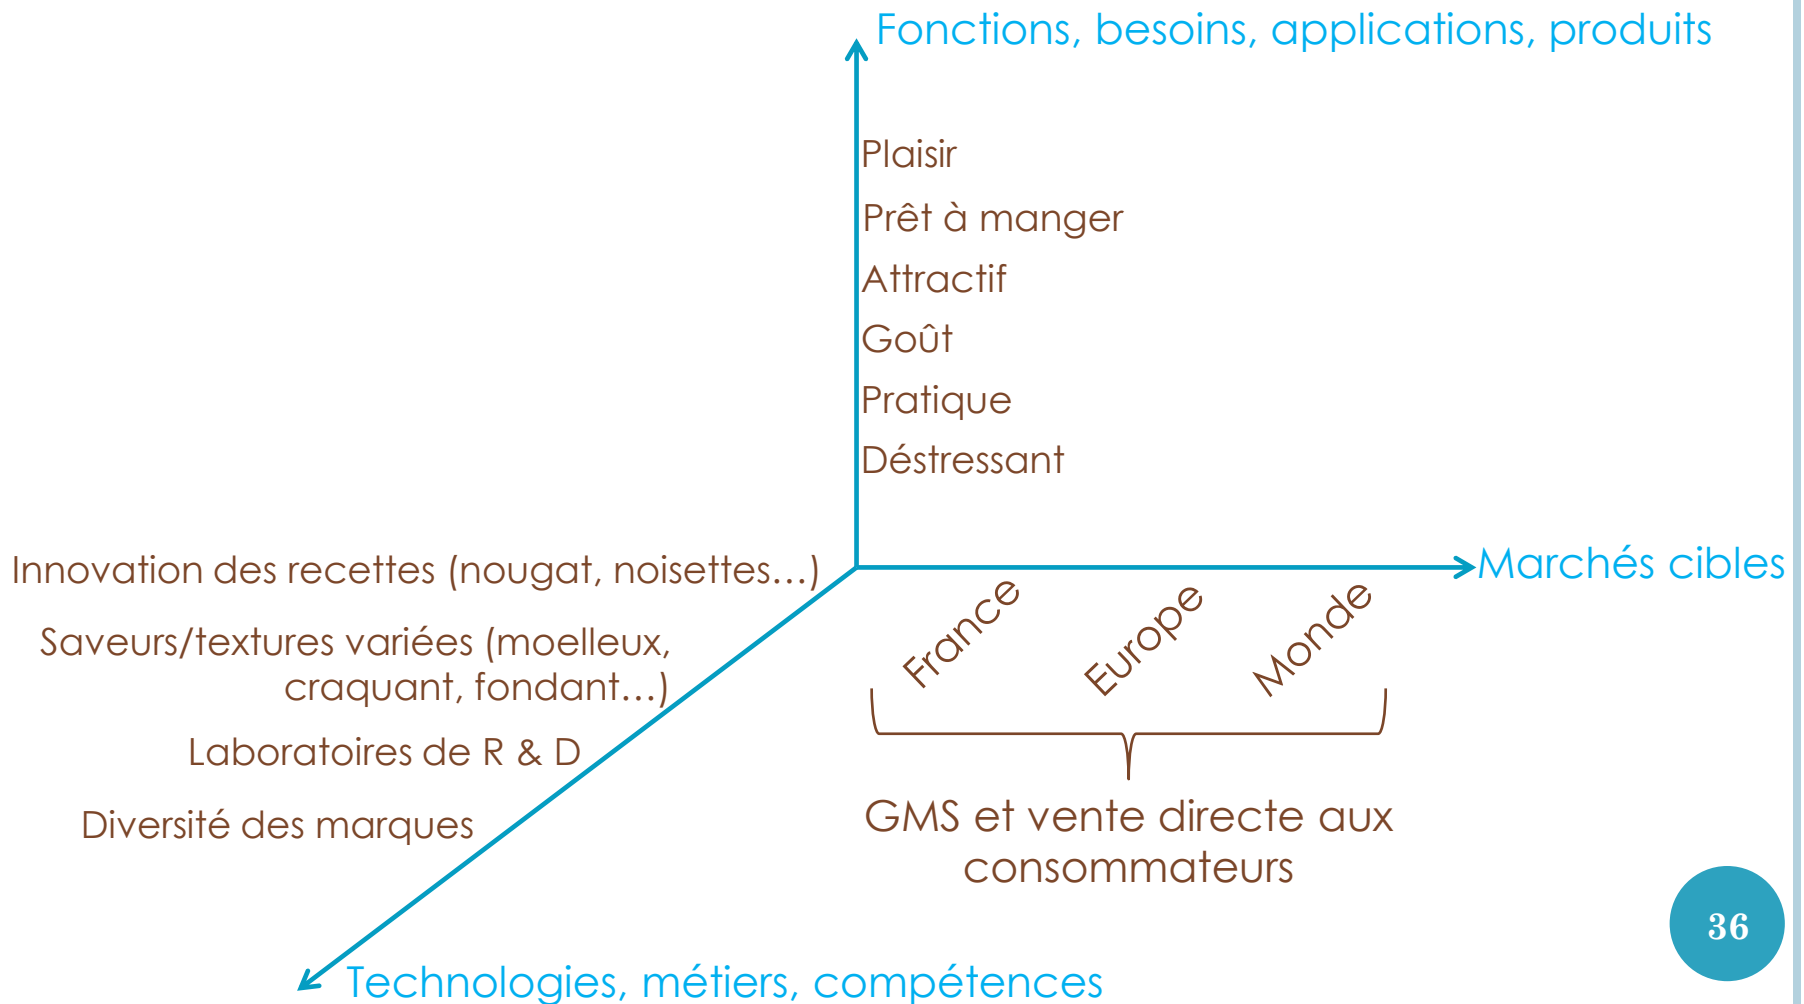 Fonctions, besoins, applications, produits
Plaisir
Prêt à manger
Attractif
Goût
Pratique
Déstressant
Innovation des recettes (nougat, noisettes…)
Saveurs/textures variées (moelleux,
craquant, fondant…)
Laboratoires de R & D
Diversité des marques
Technologies, métiers, compétences
Marchés cibles
France
Europe
Monde
GMS et vente directe aux
consommateurs
36